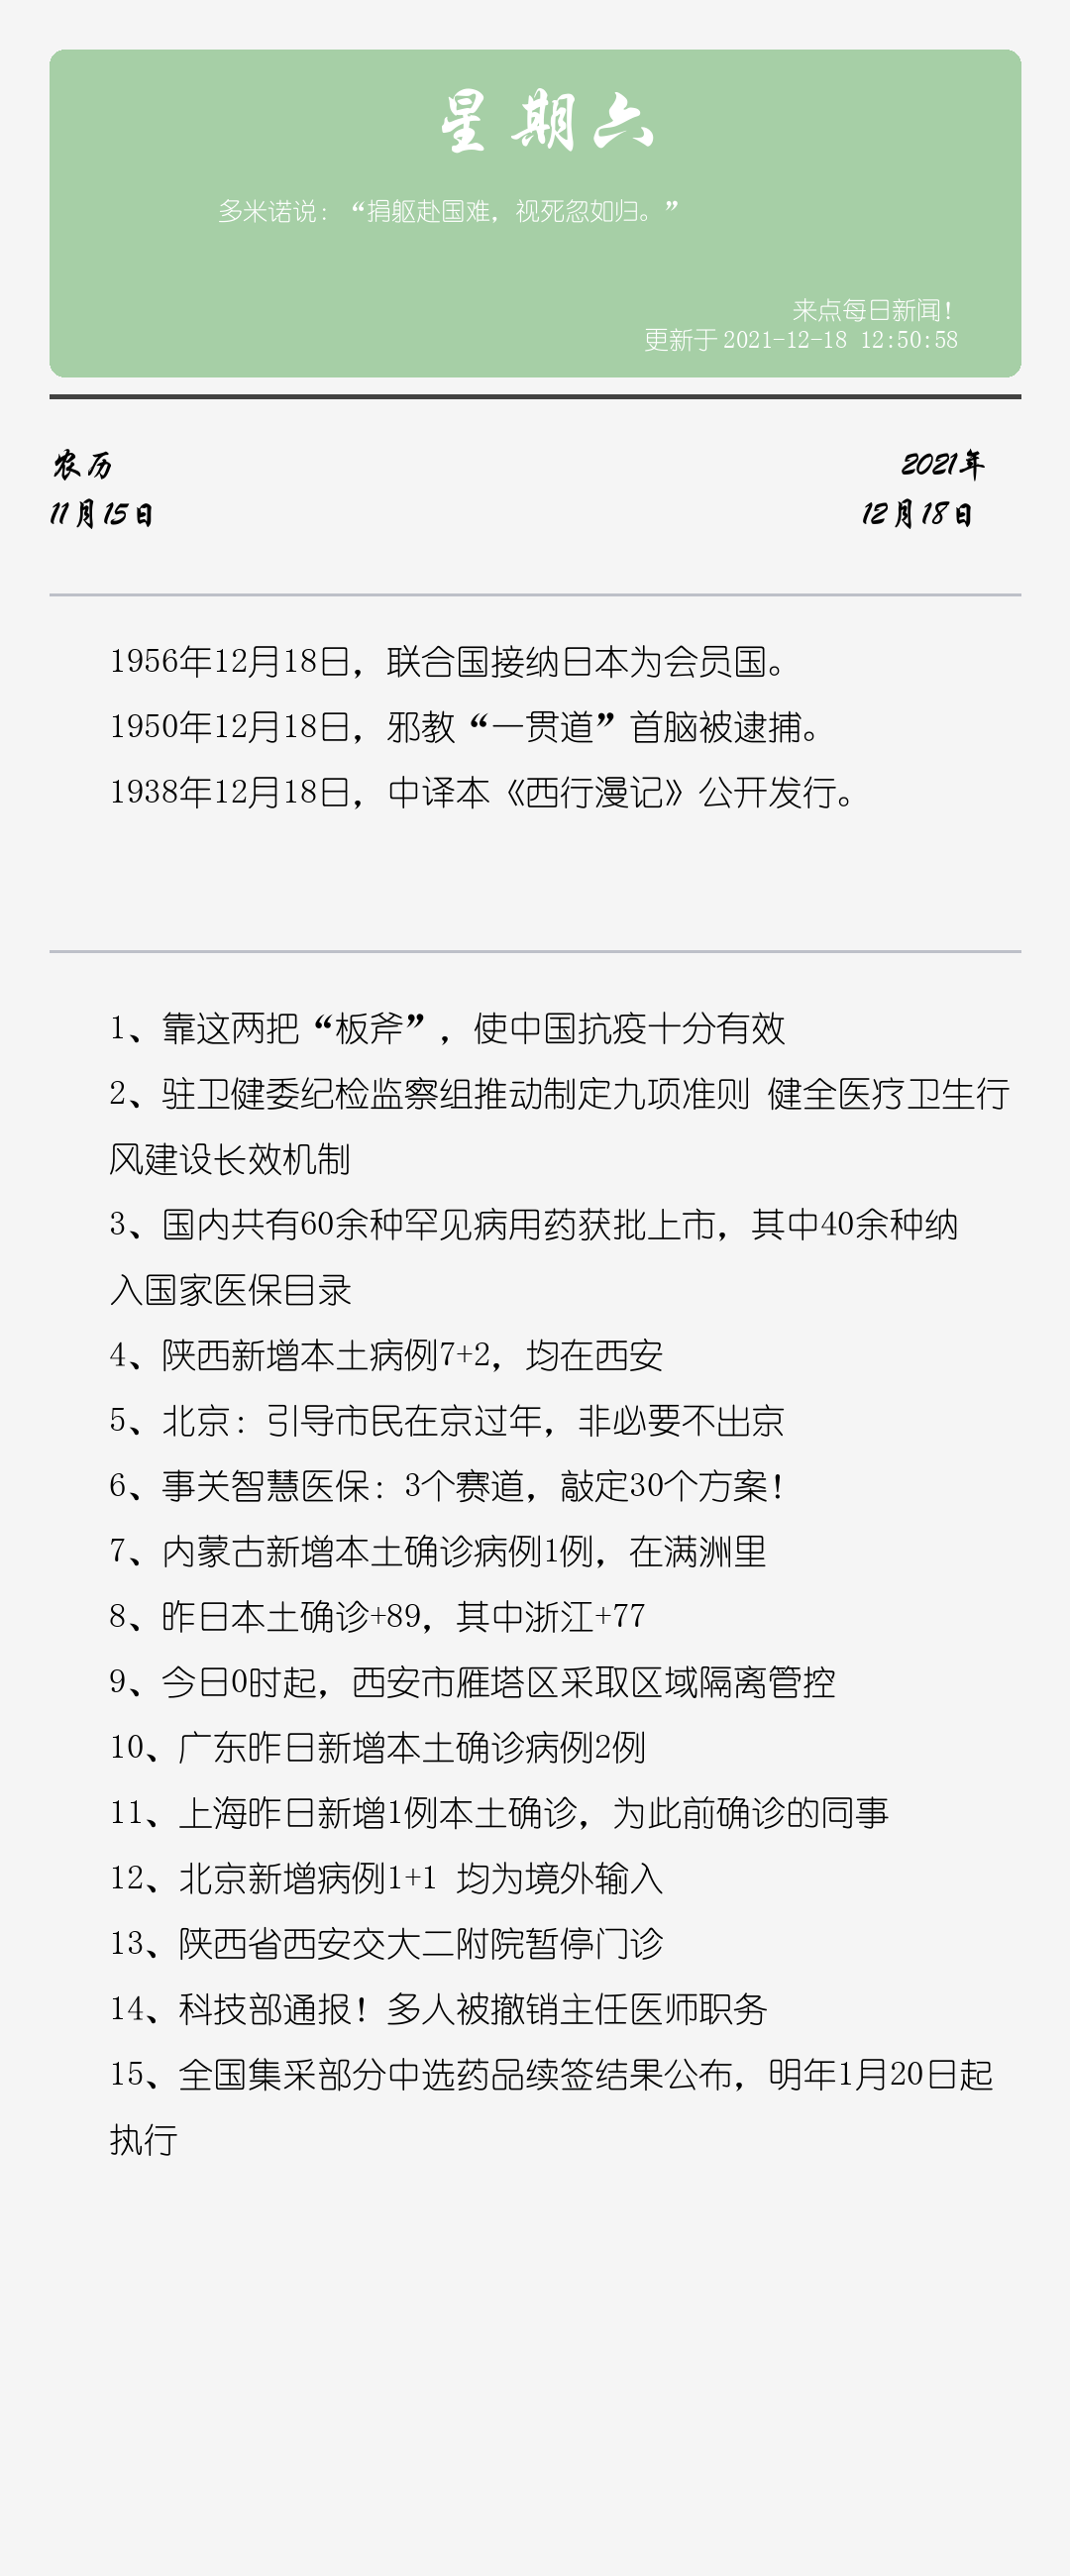 星期六
多米诺说：“捐躯赴国难，视死忽如归。”
来点每日新闻！
更新于 2021-12-18 12:50:58
农历
2021年
11月15日
12月18日
1956年12月18日，联合国接纳日本为会员国。
1950年12月18日，邪教“一贯道”首脑被逮捕。
1938年12月18日，中译本《西行漫记》公开发行。
1、靠这两把“板斧”，使中国抗疫十分有效
2、驻卫健委纪检监察组推动制定九项准则 健全医疗卫生行
风建设长效机制
3、国内共有60余种罕见病用药获批上市，其中40余种纳
入国家医保目录
4、陕西新增本土病例7+2，均在西安
5、北京：引导市民在京过年，非必要不出京
6、事关智慧医保：3个赛道，敲定30个方案！
7、内蒙古新增本土确诊病例1例，在满洲里
8、昨日本土确诊+89，其中浙江+77
9、今日0时起，西安市雁塔区采取区域隔离管控
10、广东昨日新增本土确诊病例2例
11、上海昨日新增1例本土确诊，为此前确诊的同事
12、北京新增病例1+1 均为境外输入
13、陕西省西安交大二附院暂停门诊
14、科技部通报！多人被撤销主任医师职务
15、全国集采部分中选药品续签结果公布，明年1月20日起
执行